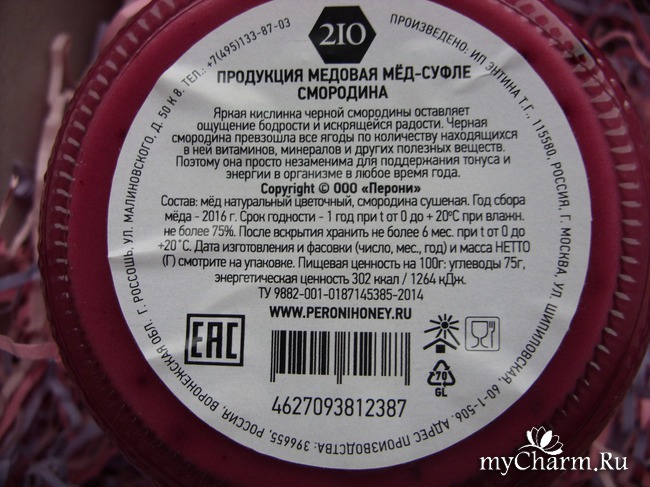 210
ПРОИЗВЕДЕНО: ИП ЭНТИНА Т.Г., 115580, РОССИЯ, Г. МОСКВА, УЛ. ШИПИЛОВСКАЯ, 60-1-506. АДРЕС ПРОИЗВОДСТВА: 396655, РОССИЯ, ВОРОНЕЖСКАЯ ОБЛ. Г. РОССОШЬ, УЛ. МАЛИНОВСКОГО, Д. 50 К 8. ТЕЛ.: +7(495)133-87-03
ПРОДУКЦИЯ МЕДОВАЯ МЁД-СУФЛЕ
СМОРОДИНА
Яркая кислинка черной смородины оставляет
ощущение бодрости и искрящейся радости. Черная
смородина превзошла все ягоды по количеству находящихся
в ней витаминов, минералов и других полезных веществ.
Поэтому она просто незаменима для поддержания тонуса и
энергии в организме в любое время года.
Copyright © ООО «Перони»
Состав: мёд натуральный цветочный, смородина сушеная. Год сбора
мёда - 2016 г. Срок годности - 1 год при t от 0 до + 20°С при влажн.
не более 75%. После вскрытия хранить не более 6 мес. при t от 0 до
+20˚С. Дата изготовления и фасовки (число, мес., год) и масса НЕТТО
(Г) смотрите на упаковке. Пищевая ценность на 100г: углеводы 75г,
энергетическая ценность 302 ккал / 1264 кДж.
ТУ 9882-001-0187145385-2014
WWW.PERONIHONEY.RU
EAC
70
GL
4627093812387
myCharm.Ru